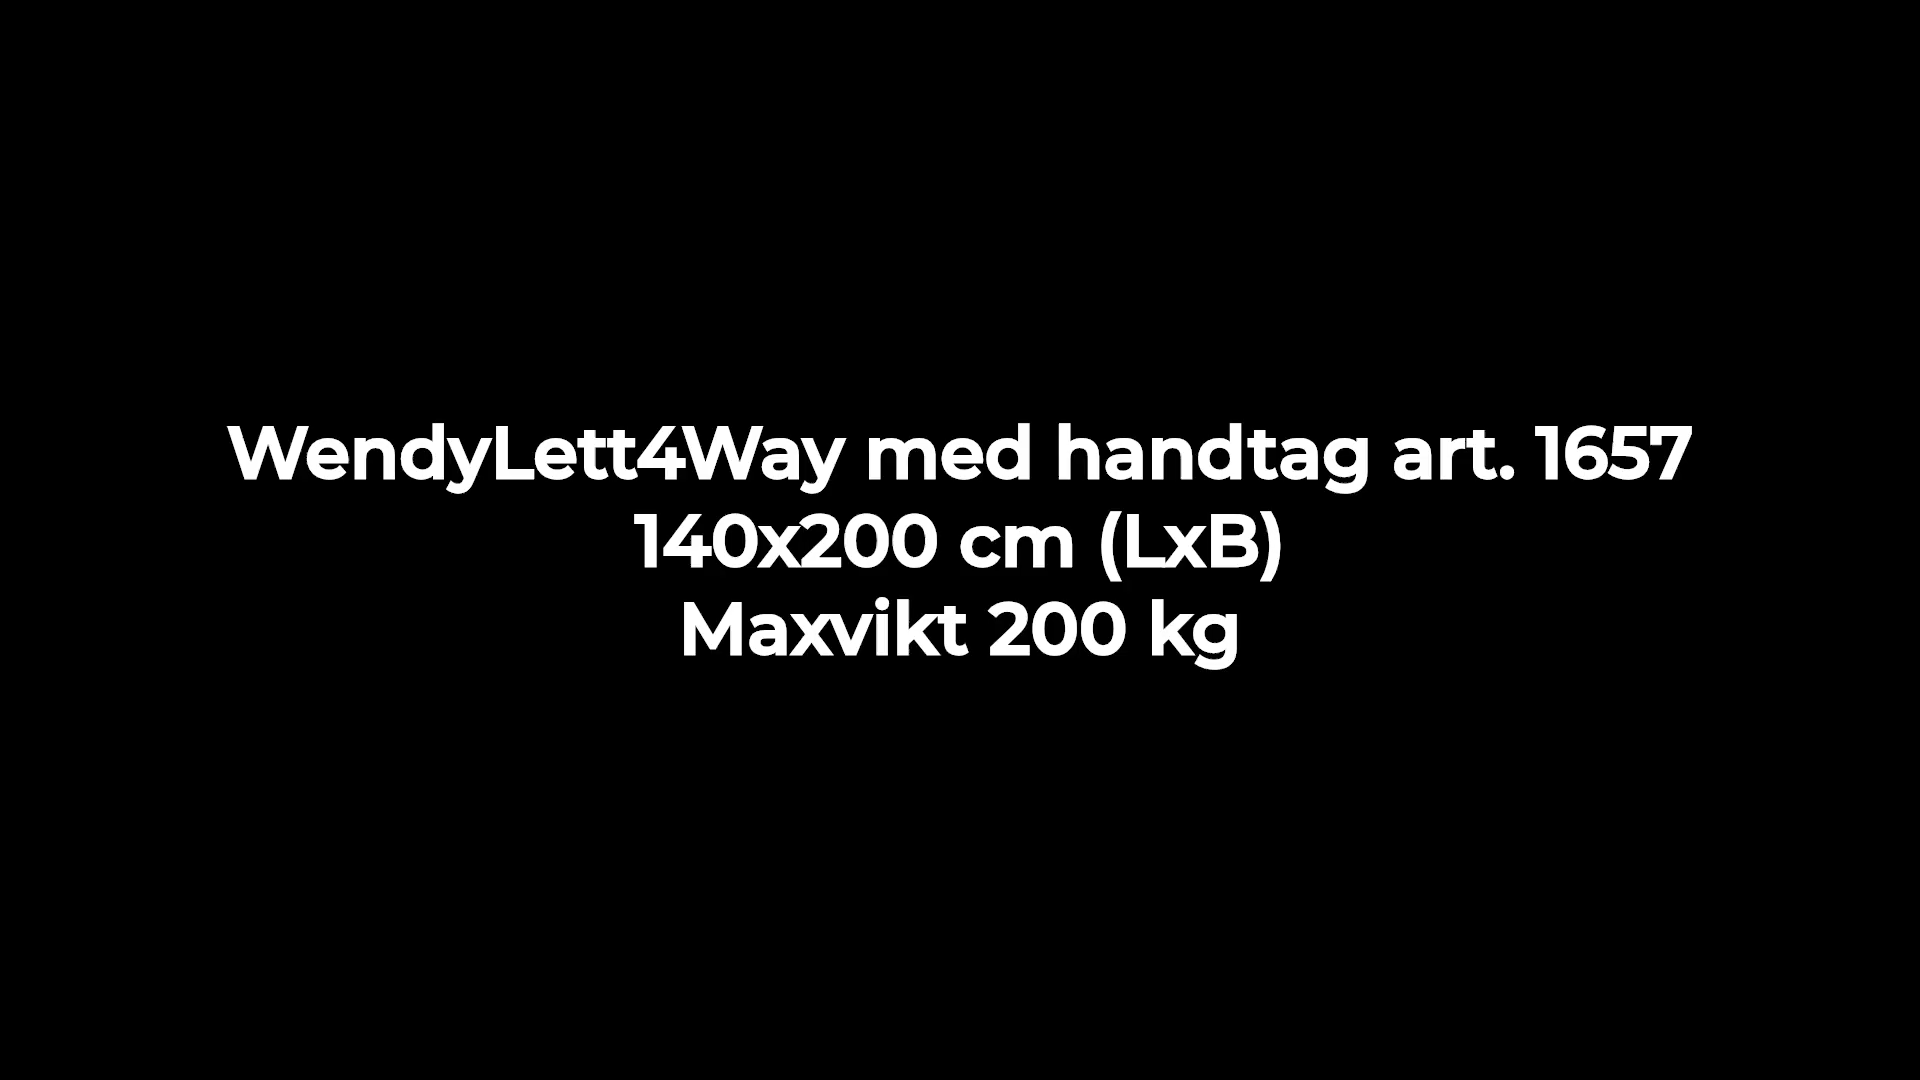 WendyLett4Way med handtag art. 1657
140x200 cm (LxB)
Maxvikt 200 kg